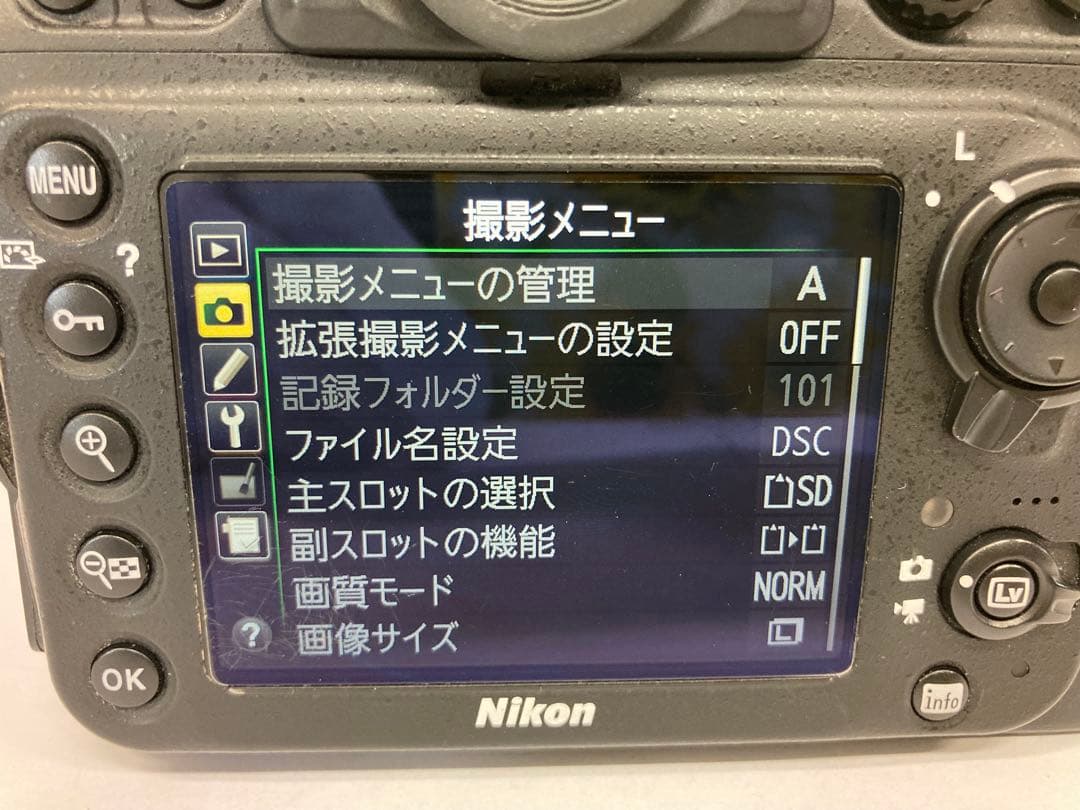 L
MENU
?
撮影メニュー
撮影メニューの管理 A
拡張撮影メニューの設定 OFF
記録フォルダー設定 101
ファイル名設定 DSC
主スロットの選択 SD
副スロットの機能
画質モード NORM
画像サイズ L
?
OK
Lv
info
Nikon